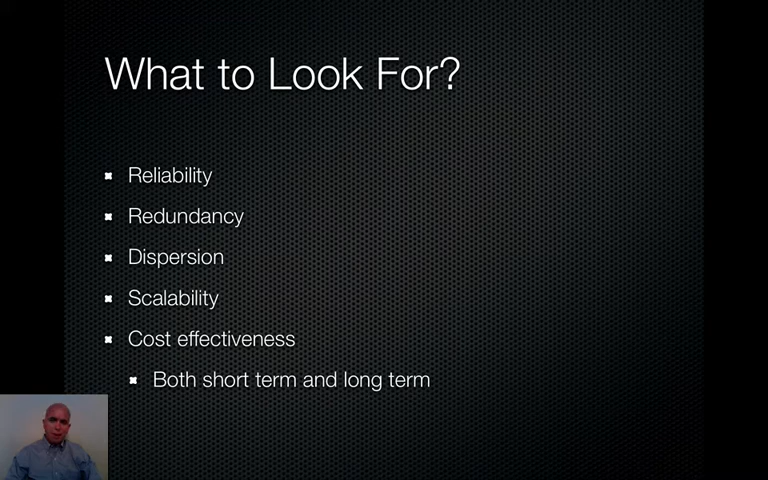 What to Look For?
Reliability
Redundancy
Dispersion
Scalability
Cost effectiveness
Both short term and long term